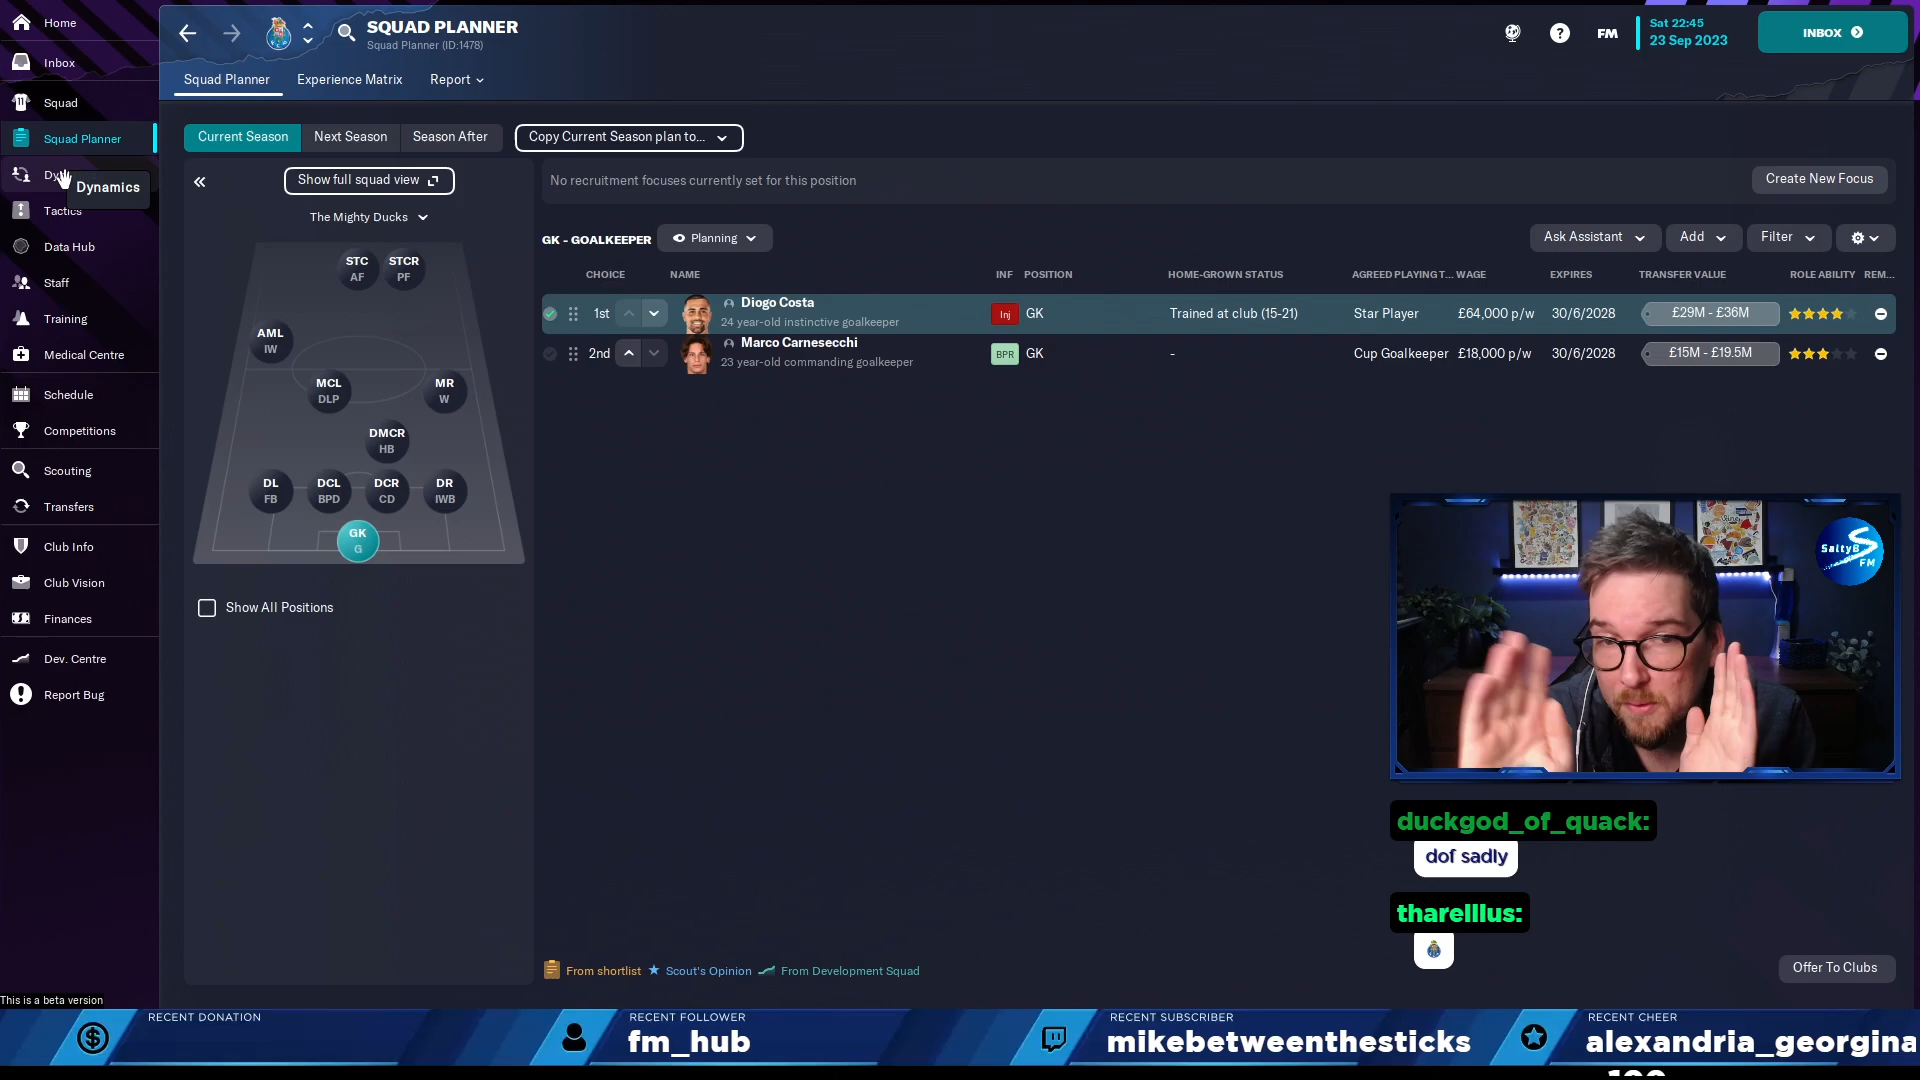 Home
Inbox
Squad
Squad Planner
Dy
Dynamics
Tactics
Data Hub
Staff
Training
Medical Centre
Schedule
Competitions
Scouting
Transfers
Club Info
Club Vision
Finances
Dev. Centre
Report Bug
This is a beta version
SQUAD PLANNER
Squad Planner (ID:1478)
FM
Sat 22:45
23 Sep 2023
INBOX
Squad Planner Experience Matrix Report
Current Season Next Season Season After Copy Current Season plan to...
Show full squad view
The Mighty Ducks
STC
AF
STCR
PF
AML
IW
MCL
DLP
MR
W
DMCR
HB
DL
FB
DCL
BPD
DCR
CD
DR
IWB
GK
G
Show All Positions
No recruitment focuses currently set for this position
Create New Focus
GK - GOALKEEPER Planning Ask Assistant Add Filter
CHOICE NAME INF POSITION HOME-GROWN STATUS AGREED PLAYING T... WAGE EXPIRES TRANSFER VALUE ROLE ABILITY REM...
1st Diogo Costa
24 year-old instinctive goalkeeper
Inj GK Trained at club (15-21) Star Player £64,000 p/w 30/6/2028 £29M - £36M
2nd Marco Carnesecchi
23 year-old commanding goalkeeper
BPR GK - Cup Goalkeeper £18,000 p/w 30/6/2028 £15M - £19.5M
SaltyB
S
FM
duckgod_of_quack:
dof sadly
From shortlist Scout's Opinion From Development Squad
Offer To Clubs
RECENT DONATION
RECENT FOLLOWER
fm_hub
RECENT SUBSCRIBER
mikebetweenthesticks
RECENT CHEER
alexandria_georgina